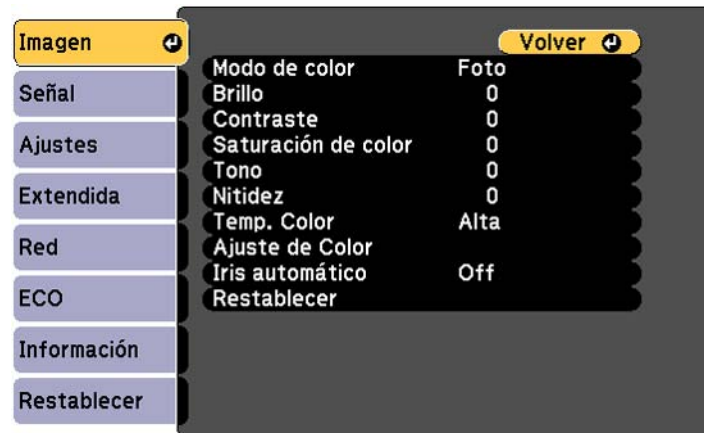 Imagen
Señal
Ajustes
Extendida
Red
ECO
Información
Restablecer
Volver
Modo de color Foto
Brillo 0
Contraste 0
Saturación de color 0
Tono 0
Nitidez 0
Temp. Color Alta
Ajuste de Color
Iris automático Off
Restablecer